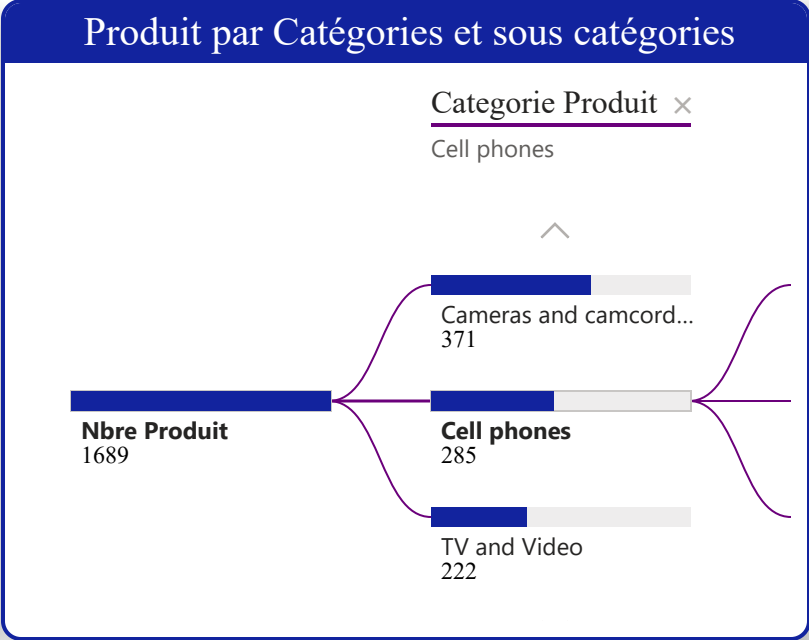 Produit par Catégories et sous catégories
Categorie Produit
Cell phones
Cameras and camcord...
371
Nbre Produit
1689
Cell phones
285
TV and Video
222